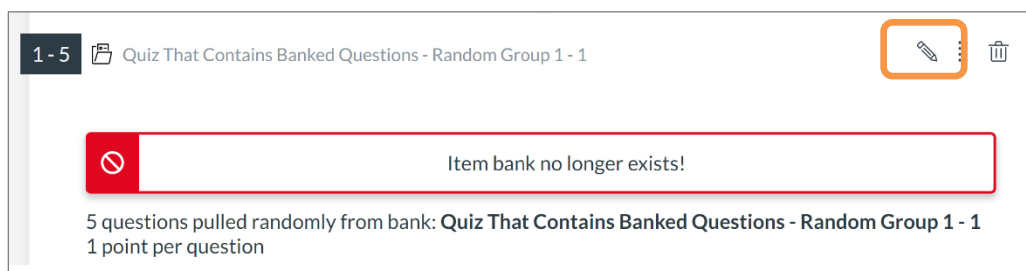 1 - 5 Quiz That Contains Banked Questions - Random Group 1 - 1
Item bank no longer exists!
5 questions pulled randomly from bank: Quiz That Contains Banked Questions - Random Group 1 - 1
1 point per question